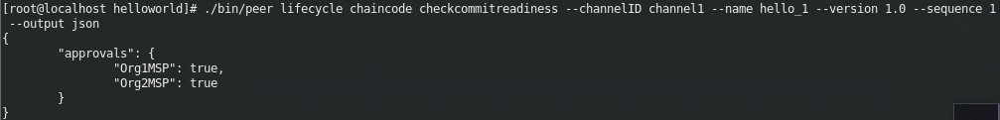 [root@localhost helloworld]# ./bin/peer lifecycle chaincode checkcommitreadiness --channelID channel1 --name hello_1 --version 1.0 --sequence 1
 --output json
{
        "approvals": {
                "Org1MSP": true,
                "Org2MSP": true
        }
}